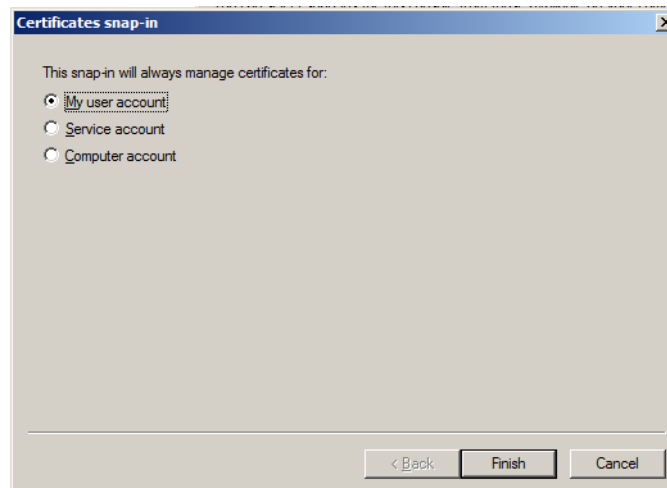 Certificates snap-in
This snap-in will always manage certificates for:
My user account
Service account
Computer account
< Back
Finish
Cancel